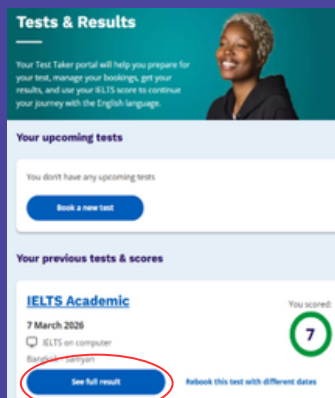 Tests & Results
Your Test Taker portal will help you prepare for
your test, manage your bookings, get your
results, and use your IELTS score to continue
your journey with the English language.
Your upcoming tests
You don't have any upcoming tests
Book a new test
Your previous tests & scores
IELTS Academic
You scored:
7 March 2026
7
IELTS on computer
Bangkok - Samyan
See full result
Rebook this test with different dates